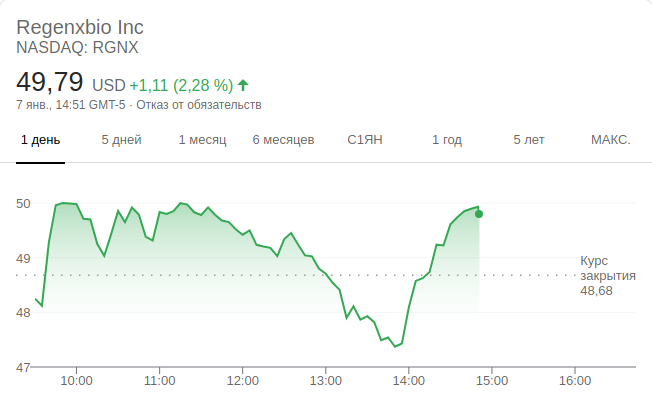 Regenxbio Inc
NASDAQ: RGNX
49,79 USD +1,11 (2,28 %)
7 янв., 14:51 GMT-5 · Отказ от обязательств
1 день 5 дней 1 месяц 6 месяцев С1ЯН 1 год 5 лет МАКС.
50
49
48
47
Курс
закрытия
48,68
10:00 11:00 12:00 13:00 14:00 15:00 16:00